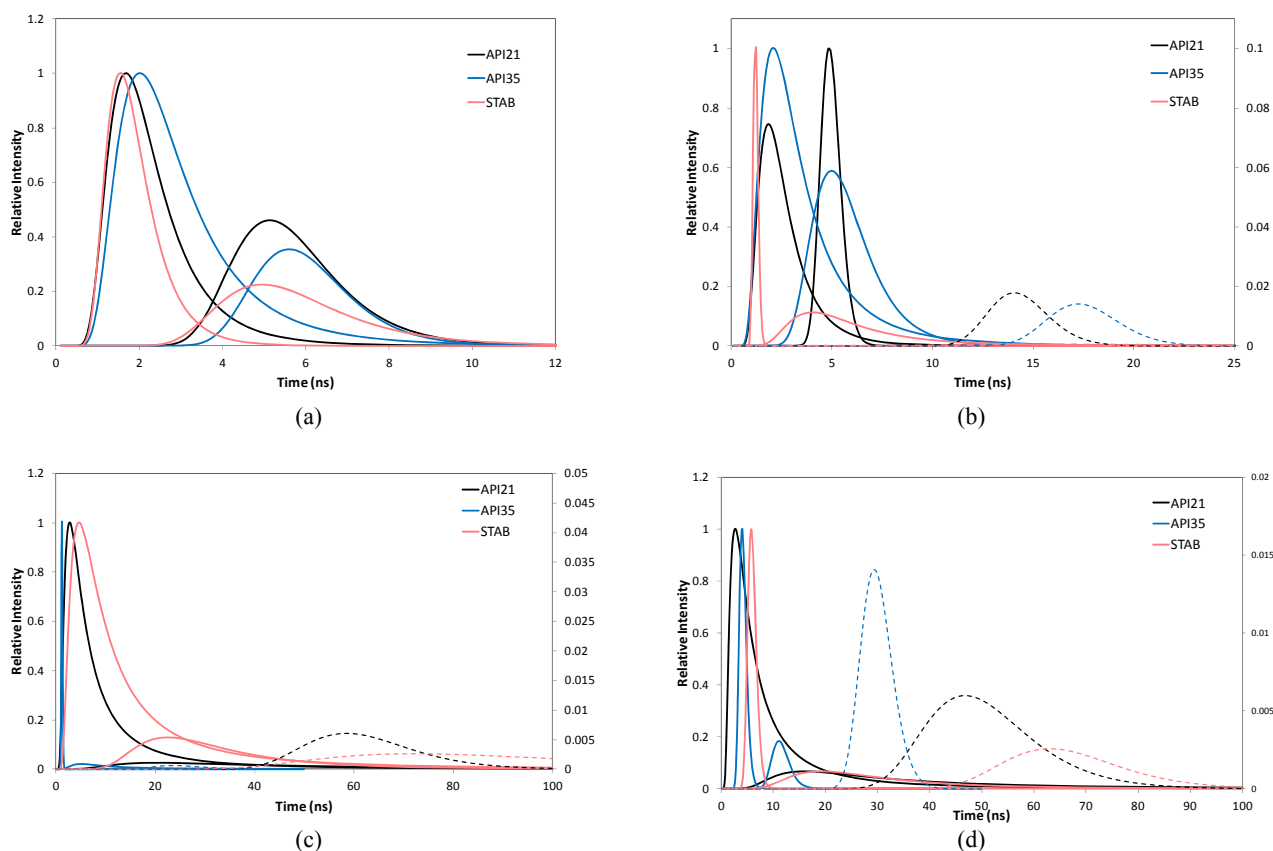 1.2
1
0.8
0.6
0.4
0.2
0
Relative Intensity
0 2 4 6 8 10 12
Time (ns)
API21
API35
STAB
(a)
1.2
1
0.8
0.6
0.4
0.2
0
Relative Intensity
0 5 10 15 20 25
Time (ns)
API21
API35
STAB
0.1
0.08
0.06
0.04
0.02
0
(b)
1.2
1
0.8
0.6
0.4
0.2
0
Relative Intensity
0 20 40 60 80 100
Time (ns)
API21
API35
STAB
0.05
0.045
0.04
0.035
0.03
0.025
0.02
0.015
0.01
0.005
0
(c)
1.2
1
0.8
0.6
0.4
0.2
0
Relative Intensity
0 10 20 30 40 50 60 70 80 90 100
Time (ns)
API21
API35
STAB
0.02
0.015
0.01
0.005
0
(d)